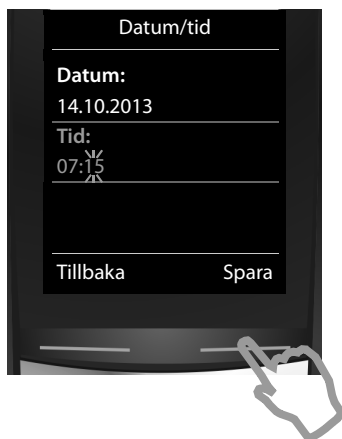 Datum/tid
Datum:
14.10.2013
Tid:
07:15
Tillbaka Spara